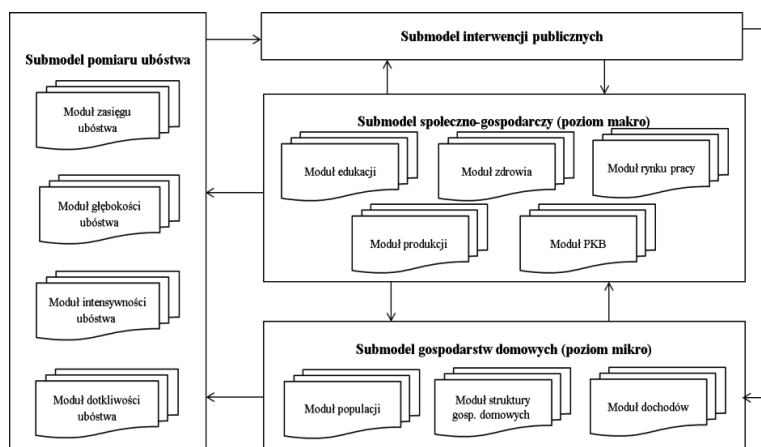 Submodel pomiaru ubóstwa
Moduł zasięgu
ubóstwa
Moduł głębokości
ubóstwa
Moduł intensywności
ubóstwa
Moduł dotkliwości
ubóstwa
Submodel interwencji publicznych
Submodel społeczno-gospodarczy (poziom makro)
Moduł edukacji
Moduł zdrowia
Moduł rynku pracy
Moduł produkcji
Moduł PKB
Submodel gospodarstw domowych (poziom mikro)
Moduł populacji
Moduł struktury
gosp. domowych
Moduł dochodów